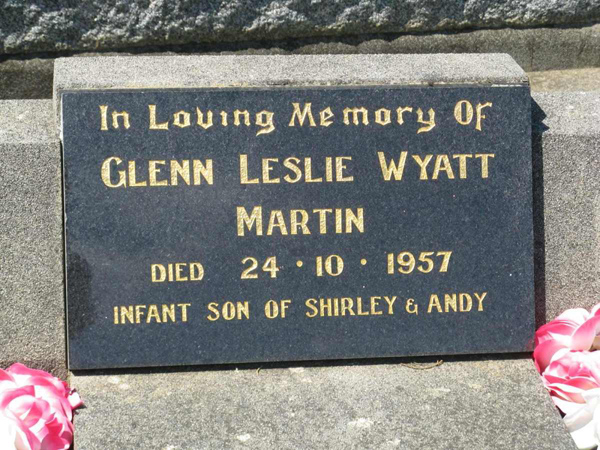 In Loving Memory Of
GLENN LESLIE WYATT
MARTIN
DIED 24 · 10 · 1957
INFANT SON OF SHIRLEY & ANDY